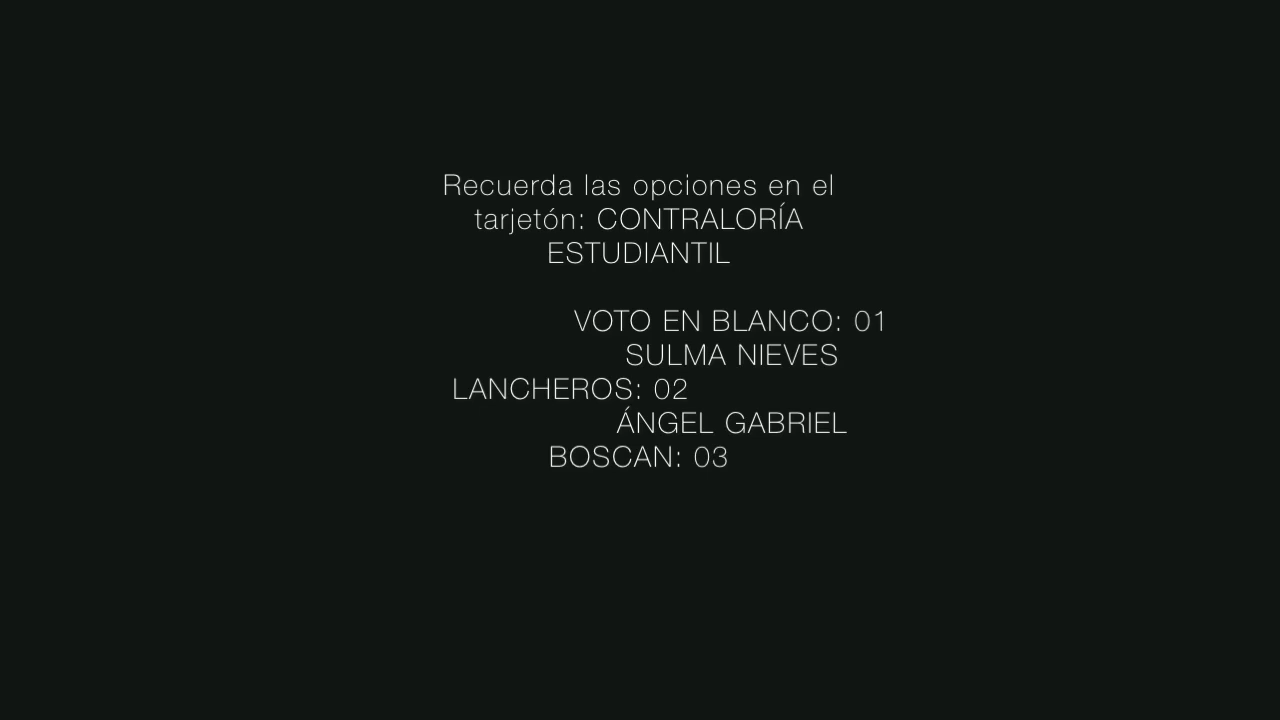 Recuerda las opciones en el
tarjetón: CONTRALORÍA
ESTUDIANTIL
VOTO EN BLANCO: 01
SULMA NIEVES
LANCHEROS: 02
ÁNGEL GABRIEL
BOSCAN: 03